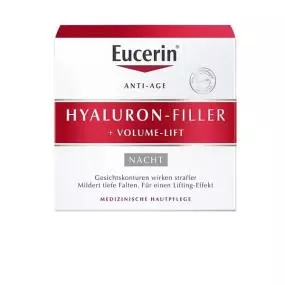 Eucerin®
ANTI-AGE
HYALURON-FILLER
+ VOLUME-LIFT
NACHT
Gesichtskonturen wirken straffer
Mildert tiefe Falten. Für einen Lifting-Effekt
MEDIZINISCHE HAUTPFLEGE